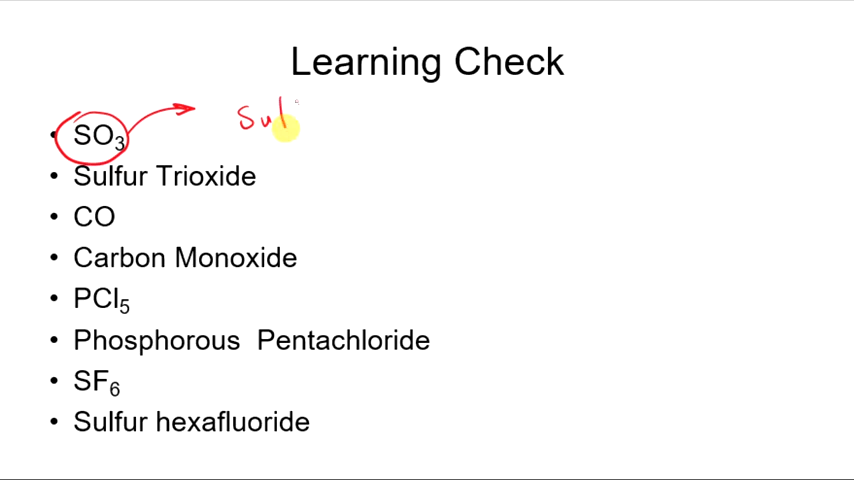 Learning Check
Sul
• SO₃
• Sulfur Trioxide
• CO
• Carbon Monoxide
• PCl₅
• Phosphorous Pentachloride
• SF₆
• Sulfur hexafluoride